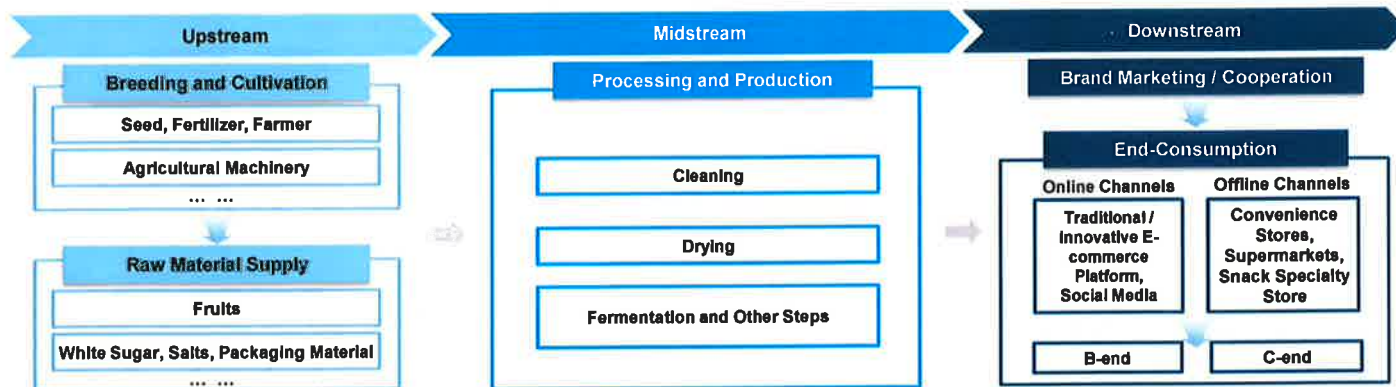 Upstream
Midstream
Downstream
Breeding and Cultivation
Seed, Fertilizer, Farmer
Agricultural Machinery
... ...
Raw Material Supply
Fruits
White Sugar, Salts, Packaging Material
... ...
Processing and Production
Cleaning
Drying
Fermentation and Other Steps
Brand Marketing / Cooperation
End-Consumption
Online Channels
Traditional /
Innovative E-
commerce
Platform,
Social Media
Offline Channels
Convenience
Stores,
Supermarkets,
Snack Specialty
Store
B-end
C-end